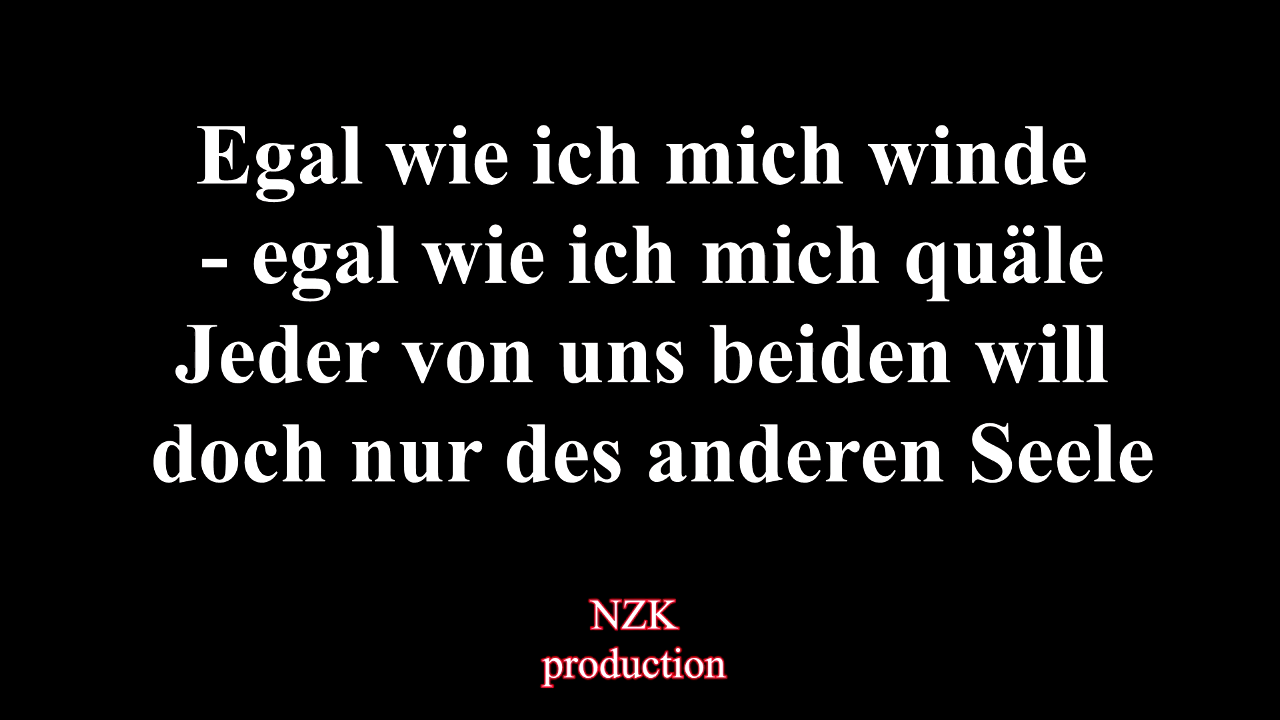 Egal wie ich mich winde
- egal wie ich mich quäle
Jeder von uns beiden will
doch nur des anderen Seele
NZK
production